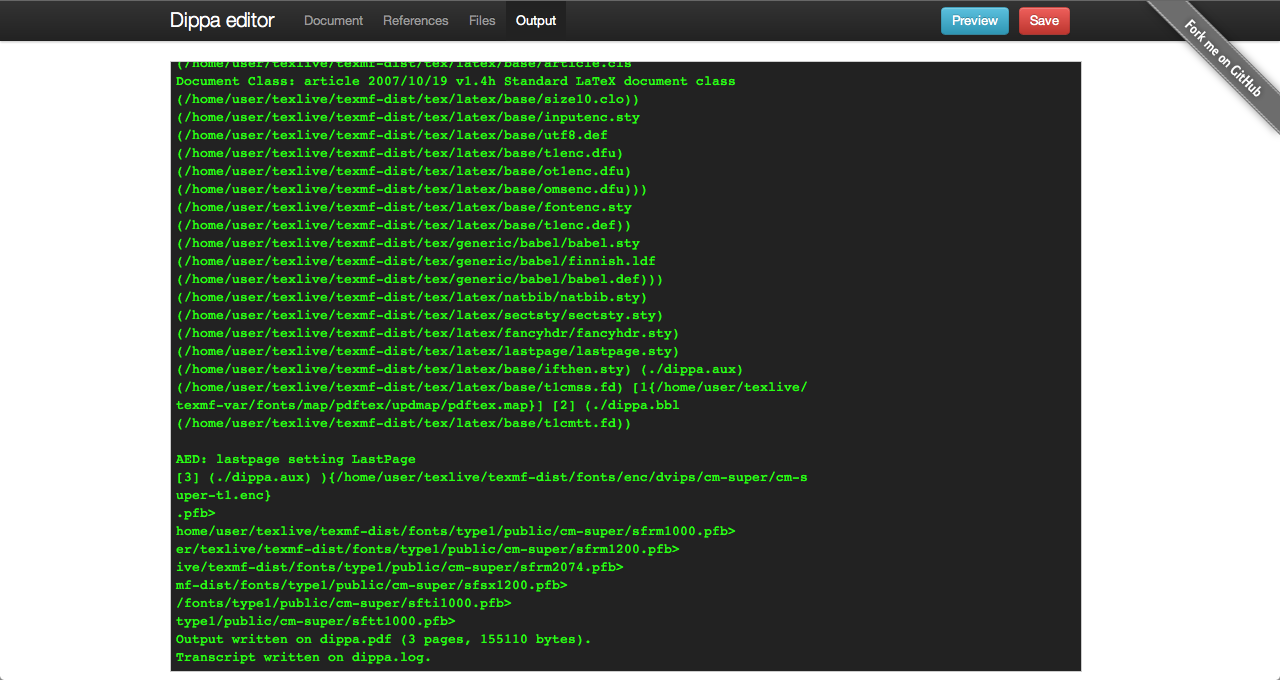 Dippa editor Document References Files Output Preview Save
Fork me on GitHub
(/home/user/texlive/texmf-dist/tex/latex/base/article.cls
Document Class: article 2007/10/19 v1.4h Standard LaTeX document class
(/home/user/texlive/texmf-dist/tex/latex/base/size10.clo))
(/home/user/texlive/texmf-dist/tex/latex/base/inputenc.sty
(/home/user/texlive/texmf-dist/tex/latex/base/utf8.def
(/home/user/texlive/texmf-dist/tex/latex/base/t1enc.dfu)
(/home/user/texlive/texmf-dist/tex/latex/base/ot1enc.dfu)
(/home/user/texlive/texmf-dist/tex/latex/base/omsenc.dfu)))
(/home/user/texlive/texmf-dist/tex/latex/base/fontenc.sty
(/home/user/texlive/texmf-dist/tex/latex/base/t1enc.def))
(/home/user/texlive/texmf-dist/tex/generic/babel/babel.sty
(/home/user/texlive/texmf-dist/tex/generic/babel/finnish.ldf
(/home/user/texlive/texmf-dist/tex/generic/babel/babel.def)))
(/home/user/texlive/texmf-dist/tex/latex/natbib/natbib.sty)
(/home/user/texlive/texmf-dist/tex/latex/sectsty/sectsty.sty)
(/home/user/texlive/texmf-dist/tex/latex/fancyhdr/fancyhdr.sty)
(/home/user/texlive/texmf-dist/tex/latex/lastpage/lastpage.sty)
(/home/user/texlive/texmf-dist/tex/latex/base/ifthen.sty) (./dippa.aux)
(/home/user/texlive/texmf-dist/tex/latex/base/t1cmss.fd) [1{/home/user/texlive/
texmf-var/fonts/map/pdftex/updmap/pdftex.map}] [2] (./dippa.bbl
(/home/user/texlive/texmf-dist/tex/latex/base/t1cmtt.fd))
AED: lastpage setting LastPage
[3] (./dippa.aux) ){/home/user/texlive/texmf-dist/fonts/enc/dvips/cm-super/cm-s
uper-t1.enc}
.pfb>
home/user/texlive/texmf-dist/fonts/type1/public/cm-super/sfrm1000.pfb>
er/texlive/texmf-dist/fonts/type1/public/cm-super/sfrm1200.pfb>
ive/texmf-dist/fonts/type1/public/cm-super/sfrm2074.pfb>
mf-dist/fonts/type1/public/cm-super/sfsx1200.pfb>
/fonts/type1/public/cm-super/sfti1000.pfb>
type1/public/cm-super/sftt1000.pfb>
Output written on dippa.pdf (3 pages, 155110 bytes).
Transcript written on dippa.log.